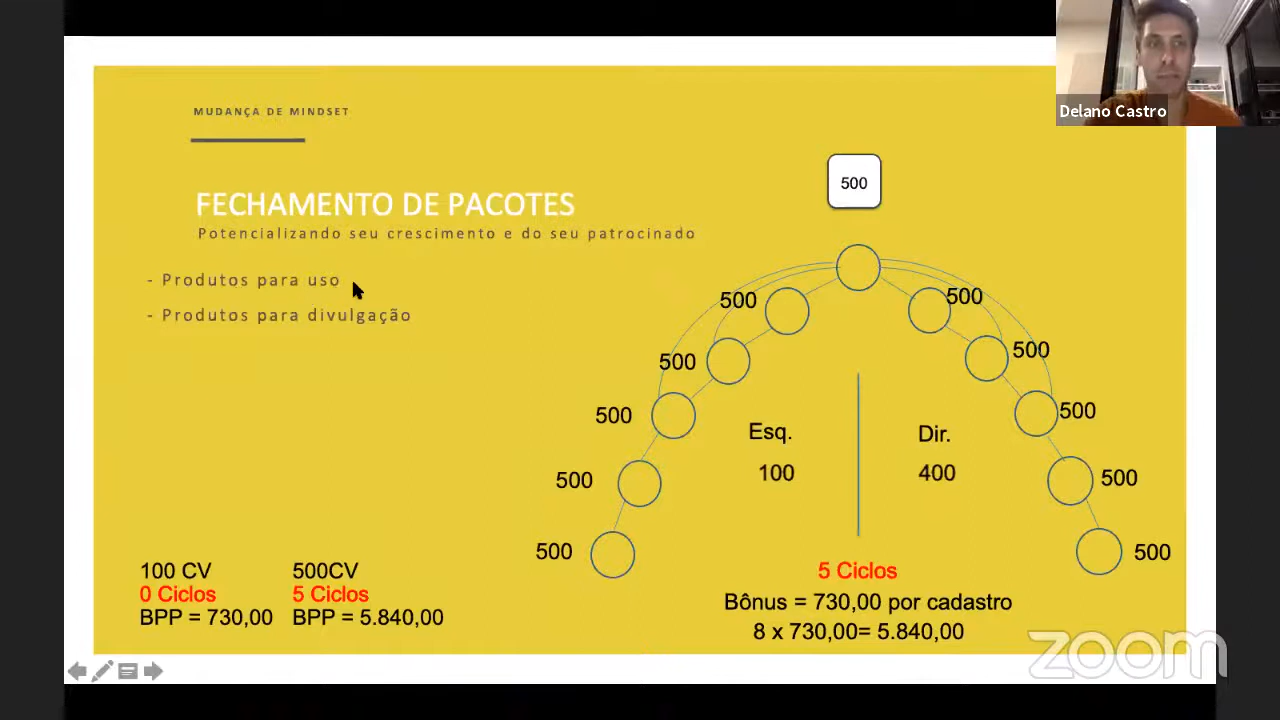 MUDANÇA DE MINDSET
Delano Castro
500
FECHAMENTO DE PACOTES
Potencializando seu crescimento e do seu patrocinado
- Produtos para uso
- Produtos para divulgação
500
500
500
500
500
500
500
500
500
500
Esq.
Dir.
100
400
100 CV
0 Ciclos
BPP = 730,00
500CV
5 Ciclos
BPP = 5.840,00
5 Ciclos
Bônus = 730,00 por cadastro
8 x 730,00= 5.840,00
zoom